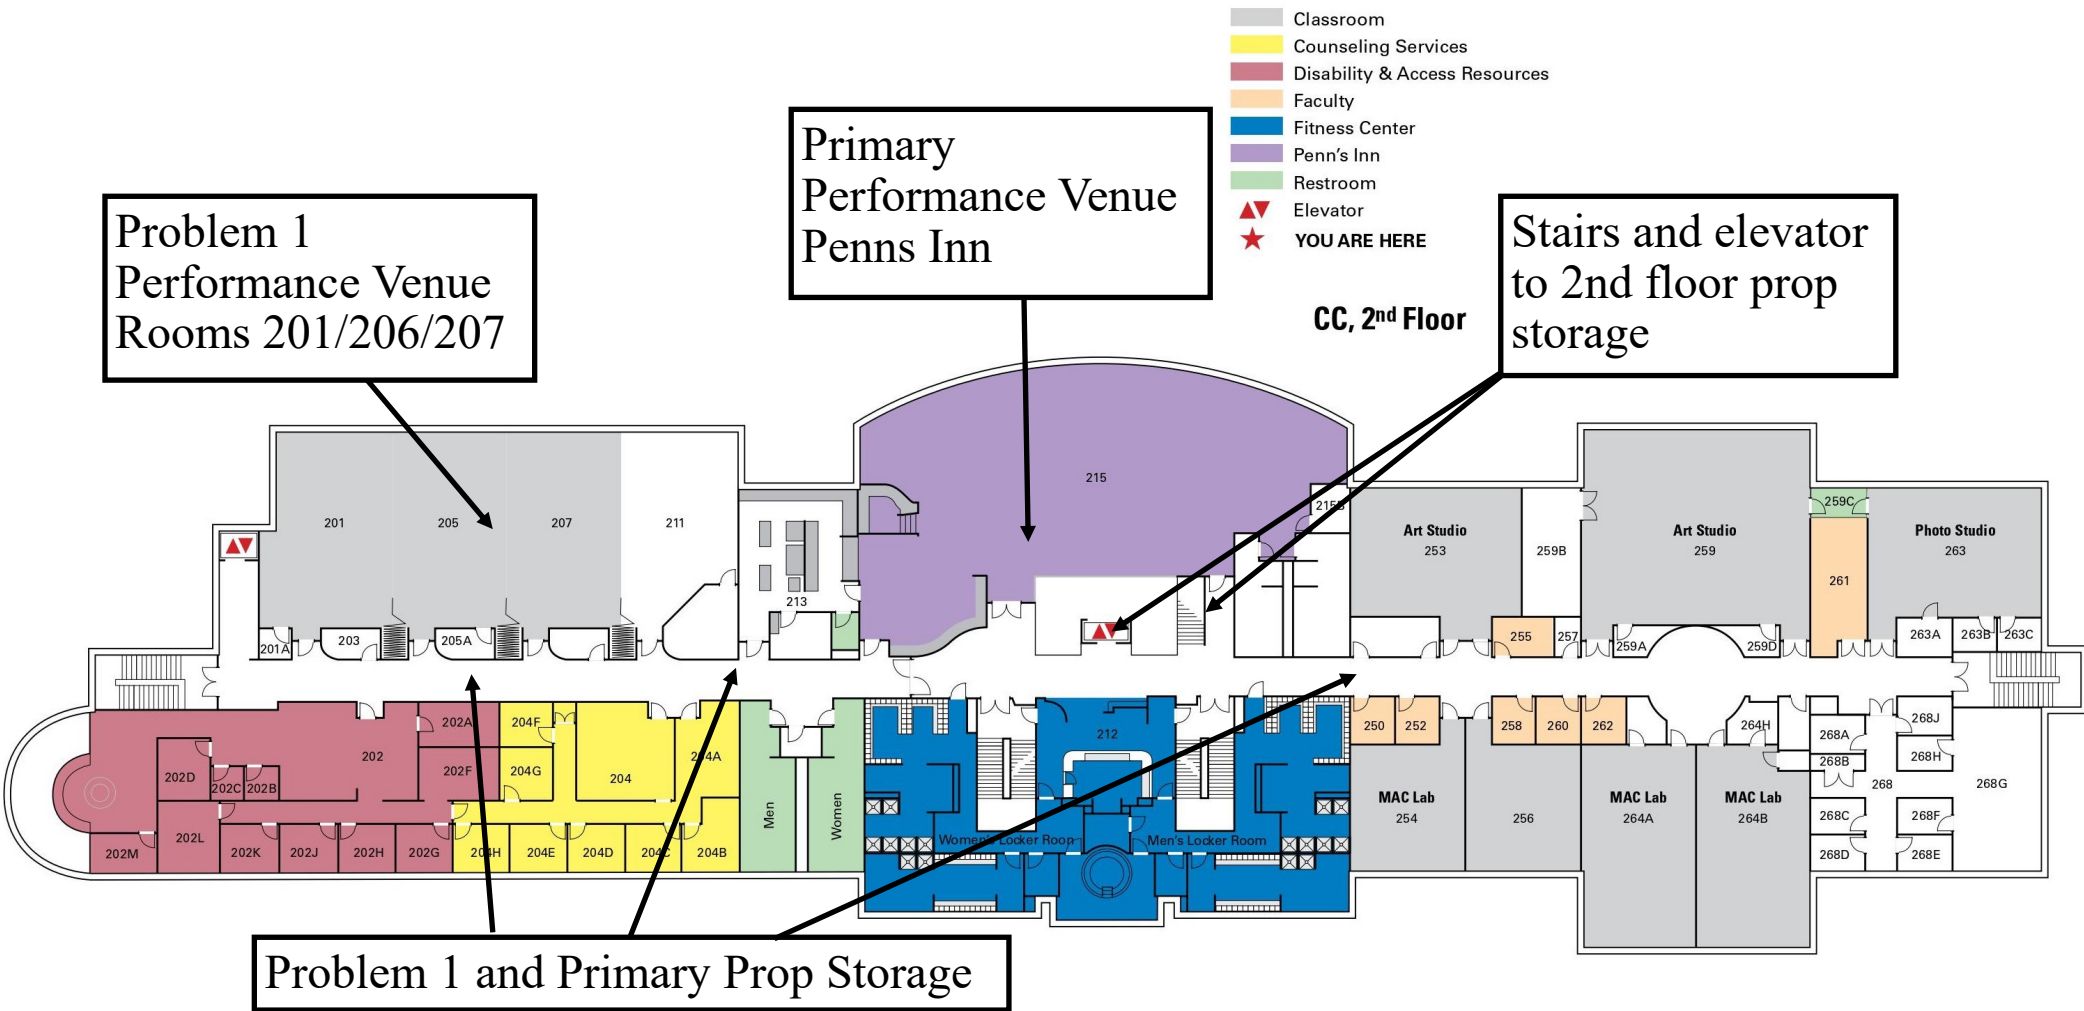 Classroom
Counseling Services
Disability & Access Resources
Faculty
Fitness Center
Penn's Inn
Restroom
Elevator
YOU ARE HERE
CC, 2nd Floor
Problem 1
Performance Venue
Rooms 201/206/207
Primary
Performance Venue
Penns Inn
Stairs and elevator
to 2nd floor prop
storage
201
205
207
211
213
215
215B
201A
203
205A
Art Studio
253
259B
Art Studio
259
259C
Photo Studio
263
261
255
257
259A
259D
263A
263B
263C
202
202A
202F
202D
202C
202B
202L
202M
202K
202J
202H
202G
204F
204G
204
204A
204H
204E
204D
204C
204B
Men
Women
212
Women's Locker Room
Men's Locker Room
250
252
258
260
262
264H
MAC Lab
254
256
MAC Lab
264A
MAC Lab
264B
268A
268B
268C
268D
268
268J
268H
268F
268E
268G
Problem 1 and Primary Prop Storage